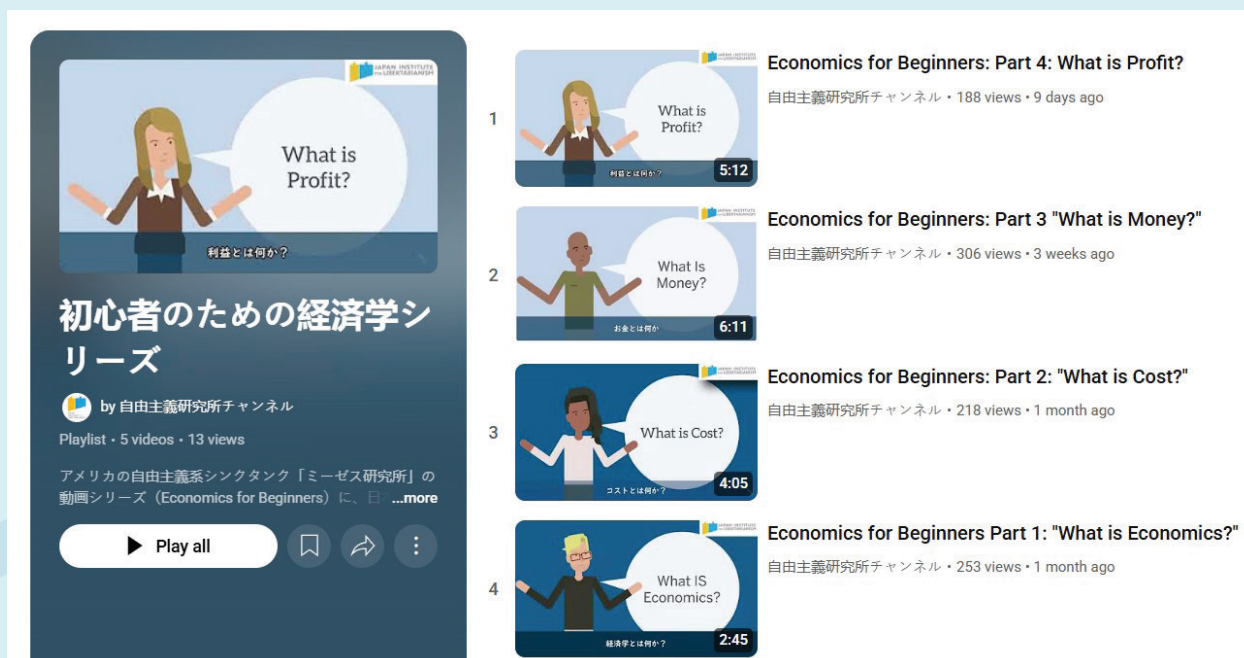 JAPAN INSTITUTE
FOR LIBERTARIANISM
What is
Profit?
利益とは何か?
初心者のための経済学シ
リーズ
by 自由主義研究所チャンネル
Playlist • 5 videos • 13 views
アメリカの自由主義系シンクタンク「ミーゼス研究所」の
動画シリーズ（Economics for Beginners）に、日 ...more
Play all
1
What is
Profit?
利益とは何か?
5:12
Economics for Beginners: Part 4: What is Profit?
自由主義研究所チャンネル • 188 views • 9 days ago
2
What Is
Money?
お金とは何か
6:11
Economics for Beginners: Part 3 "What is Money?"
自由主義研究所チャンネル • 306 views • 3 weeks ago
3
What is Cost?
コストとは何か?
4:05
Economics for Beginners: Part 2: "What is Cost?"
自由主義研究所チャンネル • 218 views • 1 month ago
4
What IS
Economics?
経済学とは何か?
2:45
Economics for Beginners Part 1: "What is Economics?"
自由主義研究所チャンネル • 253 views • 1 month ago